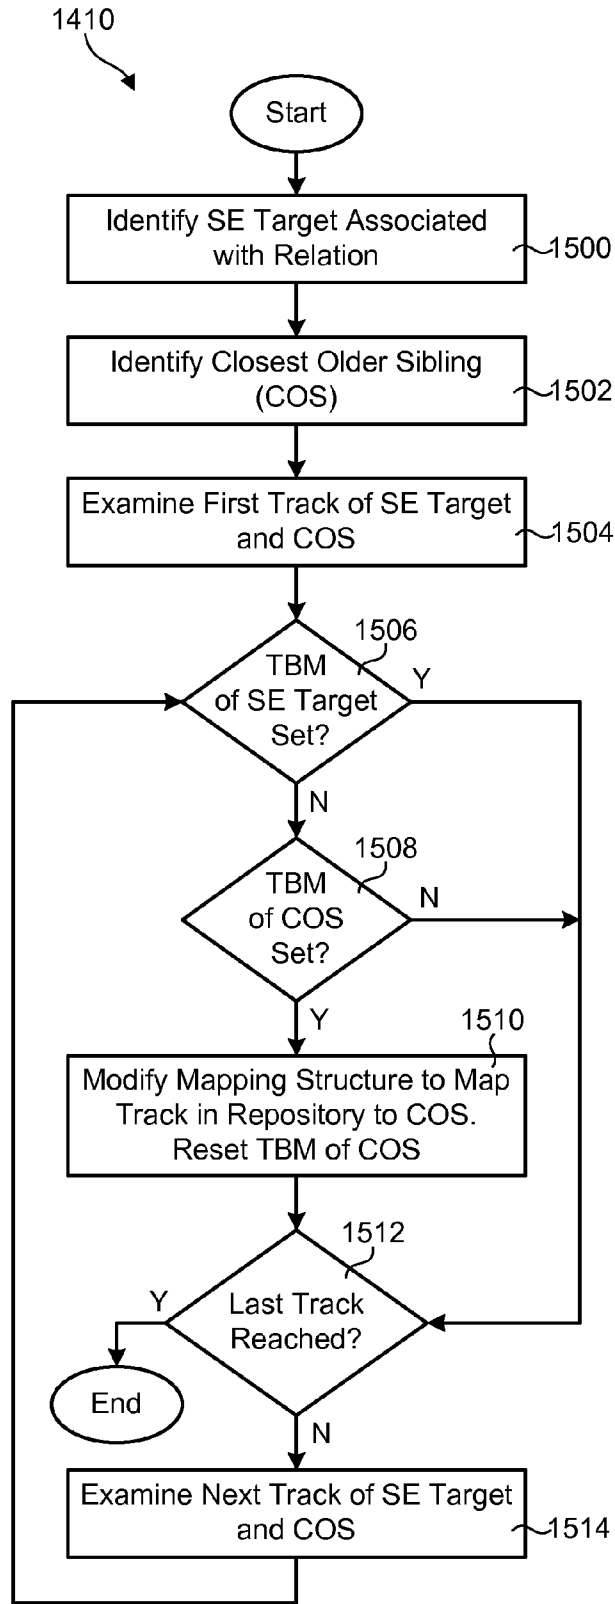 1410
Start
Identify SE Target Associated
with Relation
1500
Identify Closest Older Sibling
(COS)
1502
Examine First Track of SE Target
and COS
1504
1506
TBM
of SE Target
Set?
Y
N
1508
TBM
of COS
Set?
N
Y
1510
Modify Mapping Structure to Map
Track in Repository to COS.
Reset TBM of COS
1512
Y
Last Track
Reached?
End
N
Examine Next Track of SE Target
and COS
1514